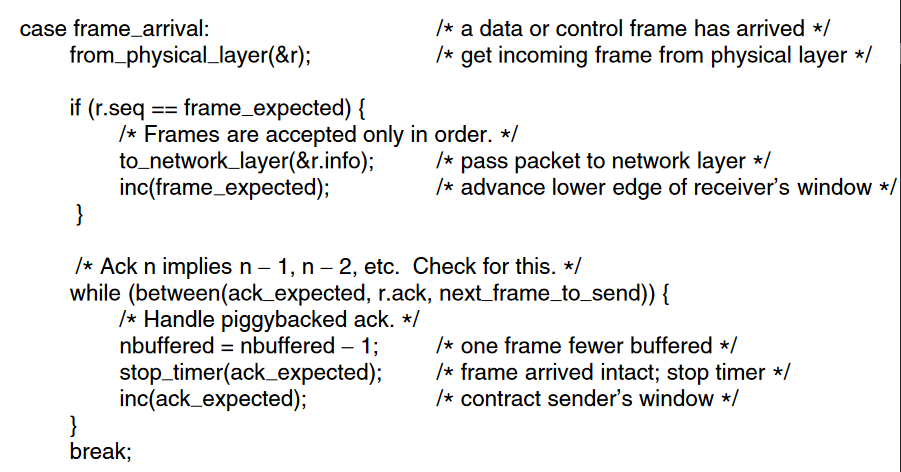 case frame_arrival: /* a data or control frame has arrived */
from_physical_layer(&r); /* get incoming frame from physical layer */
if (r.seq == frame_expected) {
/* Frames are accepted only in order. */
to_network_layer(&r.info); /* pass packet to network layer */
inc(frame_expected); /* advance lower edge of receiver's window */
}
/* Ack n implies n − 1, n − 2, etc. Check for this. */
while (between(ack_expected, r.ack, next_frame_to_send)) {
/* Handle piggybacked ack. */
nbuffered = nbuffered − 1; /* one frame fewer buffered */
stop_timer(ack_expected); /* frame arrived intact; stop timer */
inc(ack_expected); /* contract sender's window */
}
break;